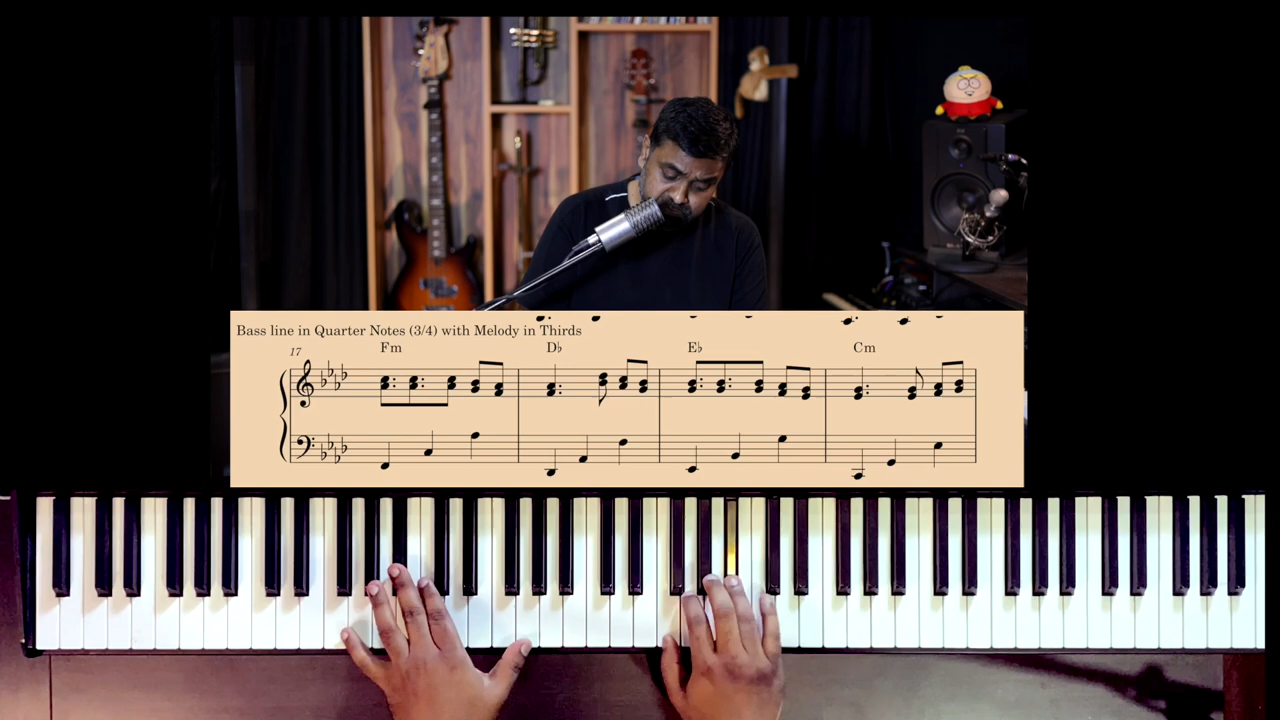 Bass line in Quarter Notes (3/4) with Melody in Thirds
17 Fm D♭ E♭ Cm